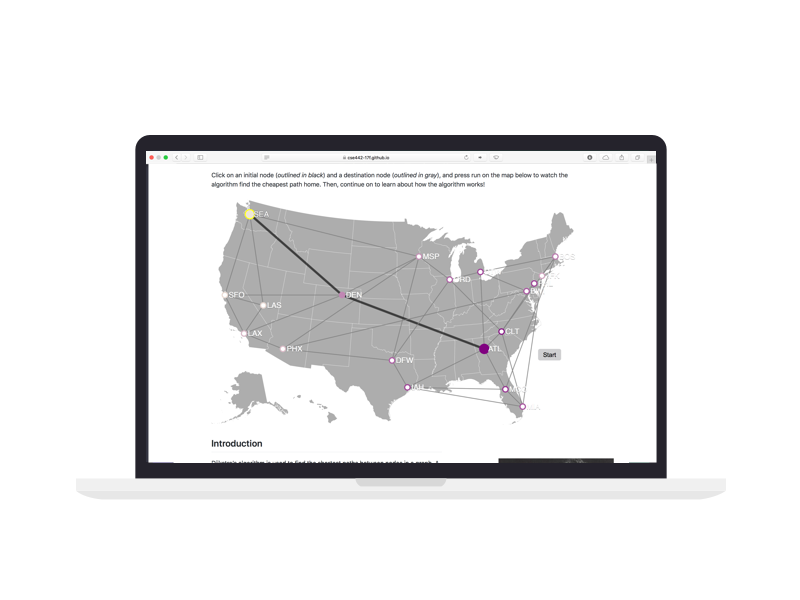 cse442-17f.github.io
Click on an initial node (outlined in black) and a destination node (outlined in gray), and press run on the map below to watch the
algorithm find the cheapest path home. Then, continue on to learn about how the algorithm works!
SEA
MSP
BOS
SFO
DEN
LAS
LAX
CLT
PHX
ATL
Start
DFW
IAH
Introduction